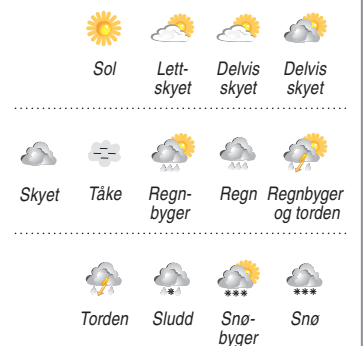 Sol Lett- Delvis Delvis
skyet skyet skyet
Skyet Tåke Regn- Regn Regnbyger
byger og torden
Torden Sludd Snø- Snø
byger